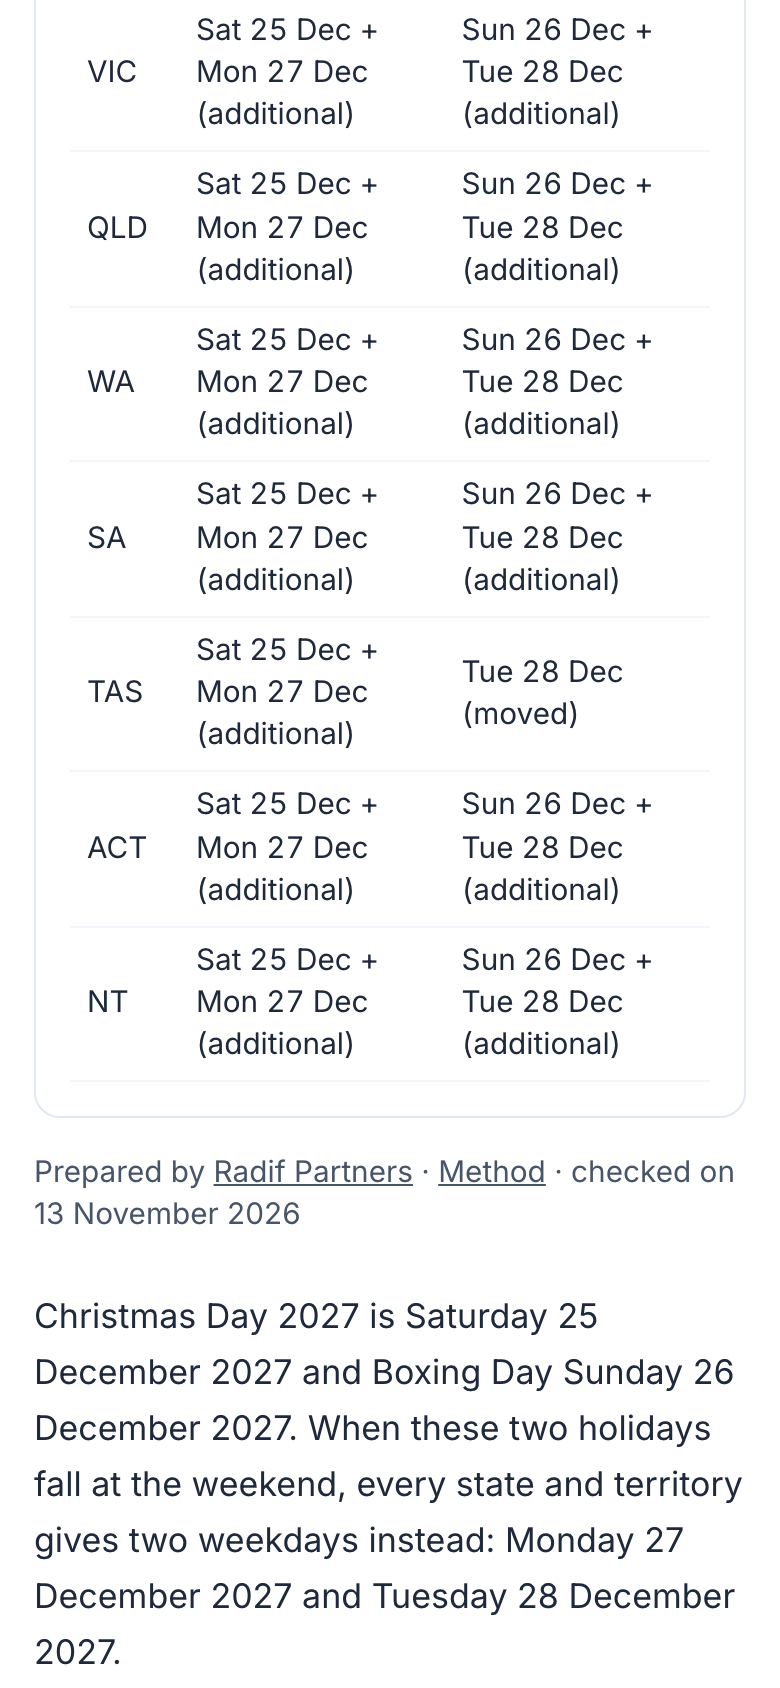 Sat 25 Dec +
Mon 27 Dec
(additional)
Sun 26 Dec +
Tue 28 Dec
(additional)
VIC
Sat 25 Dec +
Mon 27 Dec
(additional)
Sun 26 Dec +
Tue 28 Dec
(additional)
QLD
Sat 25 Dec +
Mon 27 Dec
(additional)
Sun 26 Dec +
Tue 28 Dec
(additional)
WA
Sat 25 Dec +
Mon 27 Dec
(additional)
Sun 26 Dec +
Tue 28 Dec
(additional)
SA
Sat 25 Dec +
Mon 27 Dec
(additional)
Tue 28 Dec
(moved)
TAS
Sat 25 Dec +
Mon 27 Dec
(additional)
Sun 26 Dec +
Tue 28 Dec
(additional)
ACT
Sat 25 Dec +
Mon 27 Dec
(additional)
Sun 26 Dec +
Tue 28 Dec
(additional)
NT
Prepared by Radif Partners · Method · checked on
13 November 2026
Christmas Day 2027 is Saturday 25
December 2027 and Boxing Day Sunday 26
December 2027. When these two holidays
fall at the weekend, every state and territory
gives two weekdays instead: Monday 27
December 2027 and Tuesday 28 December
2027.